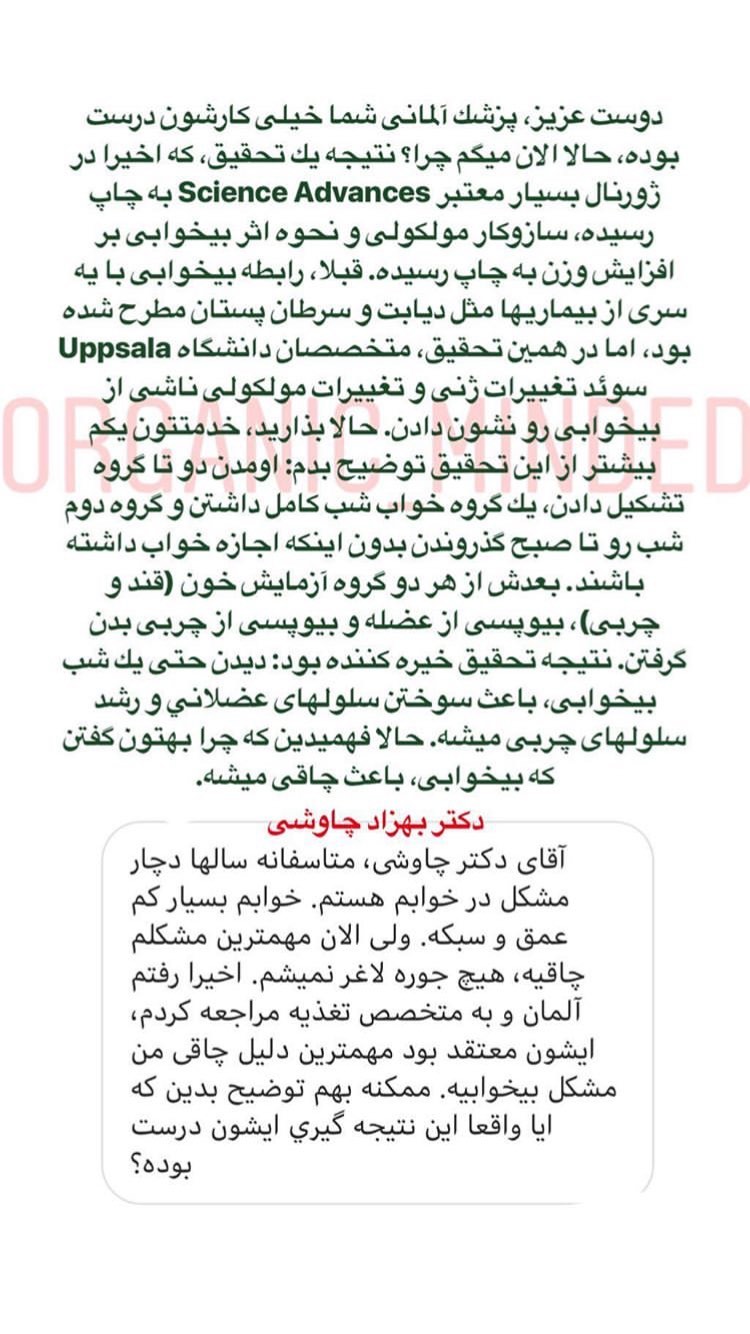 دوست عزیز، پزشك آلمانی شما خیلی کارشون درست
بوده، حالا الان میگم چرا؟ نتیجه یك تحقیق، که اخیرا در
ژورنال بسیار معتبر Science Advances به چاپ
رسیده، سازوکار مولکولی و نحوه اثر بیخوابی بر
افزایش وزن به چاپ رسیده. قبلا، رابطه بیخوابی با یه
سری از بیماریها مثل دیابت و سرطان پستان مطرح شده
بود، اما در همین تحقیق، متخصصان دانشگاه Uppsala
سوئد تغییرات ژنی و تغییرات مولکولی ناشی از
بیخوابی رو نشون دادن. حالا بذارید، خدمتتون یکم
بیشتر از این تحقیق توضیح بدم: اومدن دو تا گروه
تشکیل دادن، یك گروه خواب شب کامل داشتن و گروه دوم
شب رو تا صبح گذروندن بدون اینکه اجازه خواب داشته
باشند. بعدش از هر دو گروه آزمایش خون (قند و
چربی)، بیوپسی از عضله و بیوپسی از چربی بدن
گرفتن. نتیجه تحقیق خیره کننده بود: دیدن حتی یك شب
بیخوابی، باعث سوختن سلولهای عضلاني و رشد
سلولهای چربی میشه. حالا فهمیدین که چرا بهتون گفتن
که بیخوابی، باعث چاقی میشه.
دکتر بهزاد چاوشی
آقای دکتر چاوشی، متاسفانه سالها دچار
مشکل در خوابم هستم. خوابم بسیار کم
عمق و سبکه. ولی الان مهمترین مشکلم
چاقیه، هیچ جوره لاغر نمیشم. اخیرا رفتم
آلمان و به متخصص تغذیه مراجعه کردم،
ایشون معتقد بود مهمترین دلیل چاقی من
مشکل بیخوابیه. ممکنه بهم توضیح بدین که
ایا واقعا این نتیجه گیري ایشون درست
بوده؟
ORGANIC_MINDED